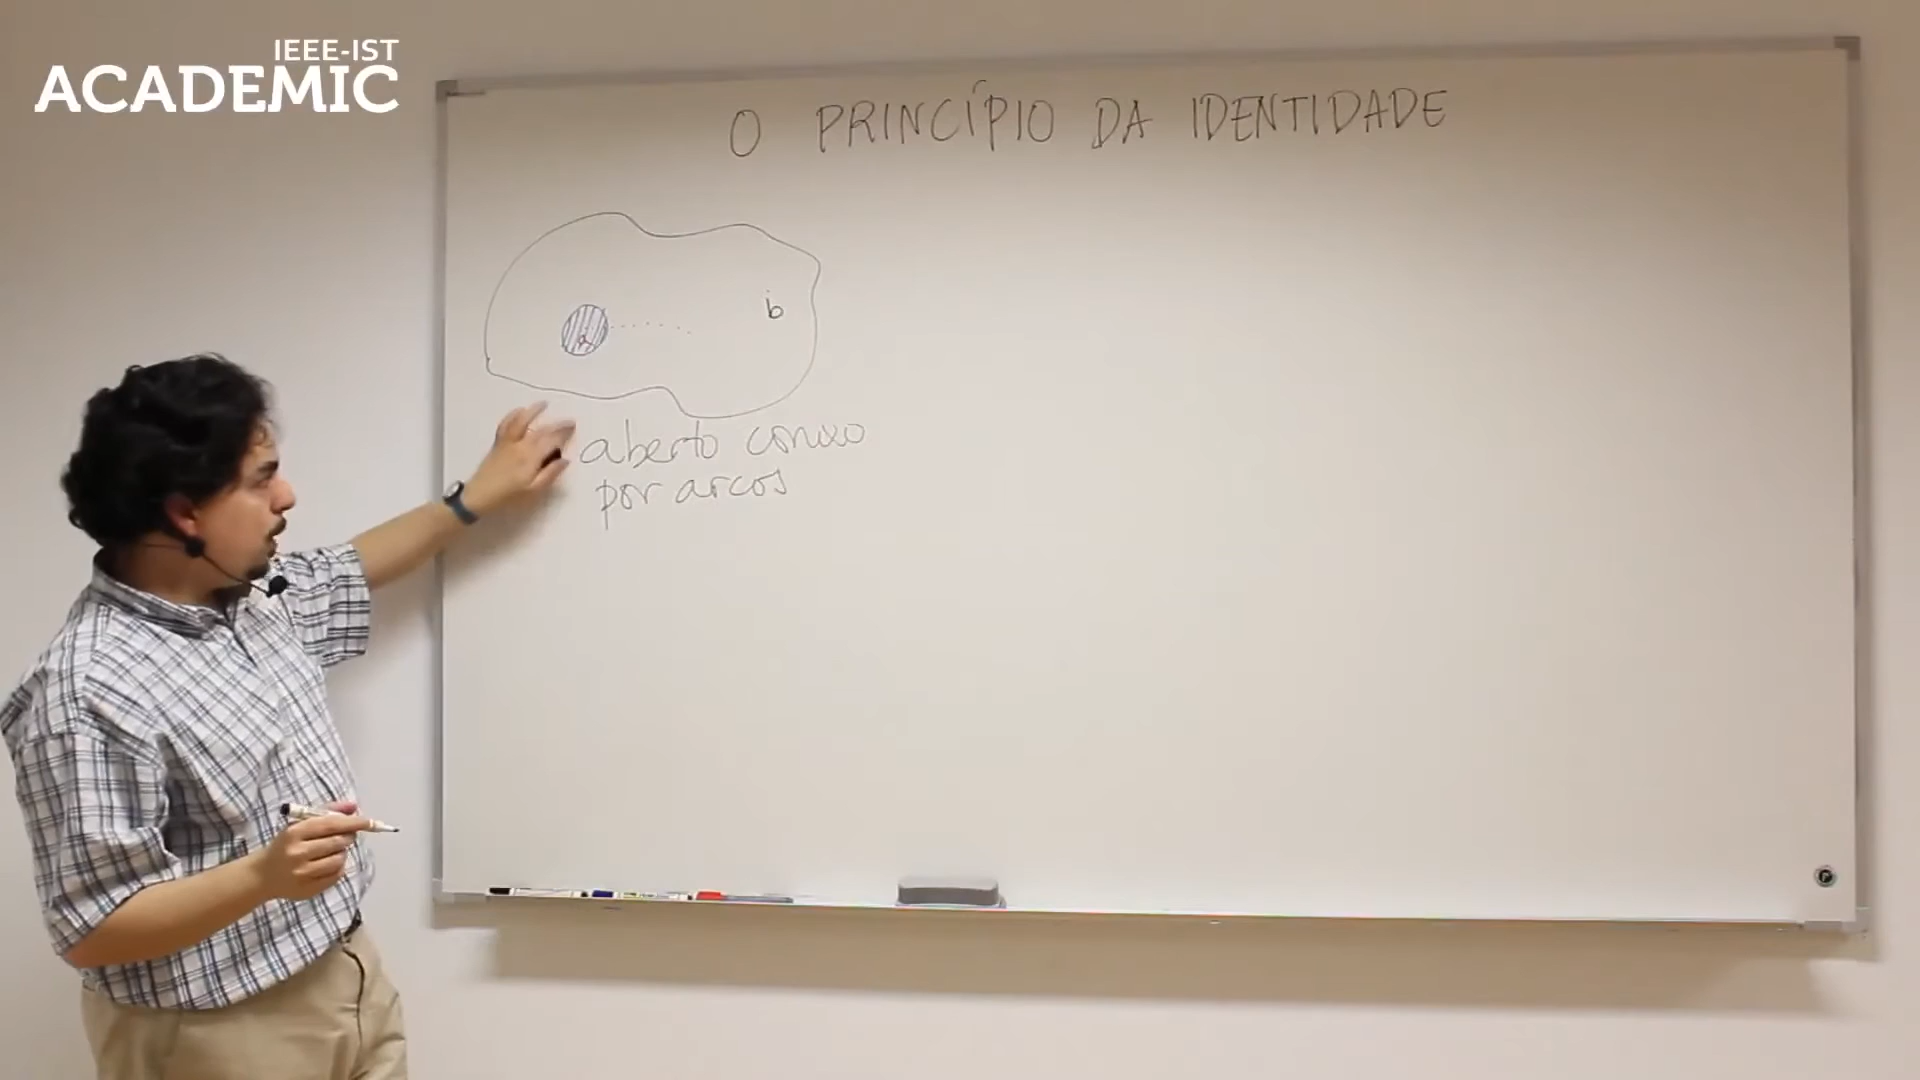 IEEE-IST
ACADEMIC
O PRINCÍPIO DA IDENTIDADE
b
a
aberto conexo
por arcos